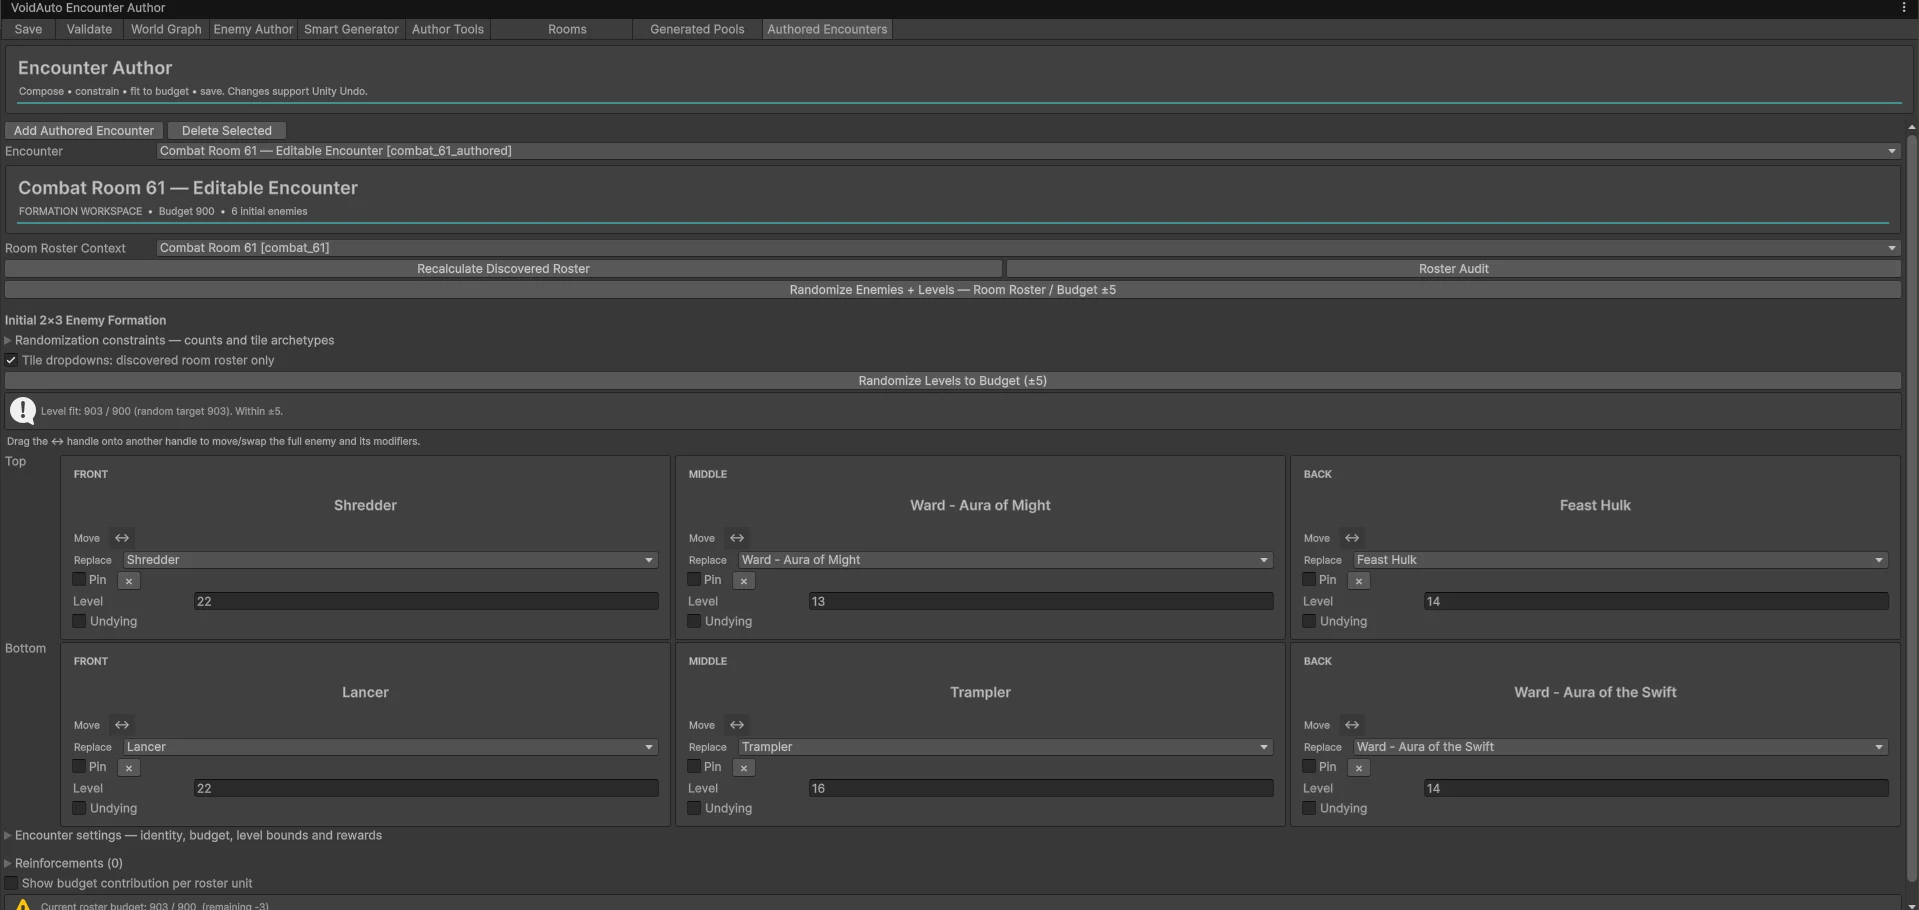 VoidAuto Encounter Author
Save Validate World Graph Enemy Author Smart Generator Author Tools Rooms Generated Pools Authored Encounters
Encounter Author
Compose • constrain • fit to budget • save. Changes support Unity Undo.
Add Authored Encounter Delete Selected
Encounter Combat Room 61 — Editable Encounter [combat_61_authored]
Combat Room 61 — Editable Encounter
FORMATION WORKSPACE • Budget 900 • 6 initial enemies
Room Roster Context Combat Room 61 [combat_61]
Recalculate Discovered Roster Roster Audit
Randomize Enemies + Levels — Room Roster / Budget ±5
Initial 2×3 Enemy Formation
Randomization constraints — counts and tile archetypes
Tile dropdowns: discovered room roster only
Randomize Levels to Budget (±5)
Level fit: 903 / 900 (random target 903). Within ±5.
Drag the ↔ handle onto another handle to move/swap the full enemy and its modifiers.
Top
FRONT MIDDLE BACK
Shredder Ward - Aura of Might Feast Hulk
Move ↔ Move ↔ Move ↔
Replace Shredder Replace Ward - Aura of Might Replace Feast Hulk
Pin × Pin × Pin ×
Level 22 Level 13 Level 14
Undying Undying Undying
Bottom
FRONT MIDDLE BACK
Lancer Trampler Ward - Aura of the Swift
Move ↔ Move ↔ Move ↔
Replace Lancer Replace Trampler Replace Ward - Aura of the Swift
Pin × Pin × Pin ×
Level 22 Level 16 Level 14
Undying Undying Undying
Encounter settings — identity, budget, level bounds and rewards
Reinforcements (0)
Show budget contribution per roster unit
Current roster budget: 903 / 900 (remaining -3)